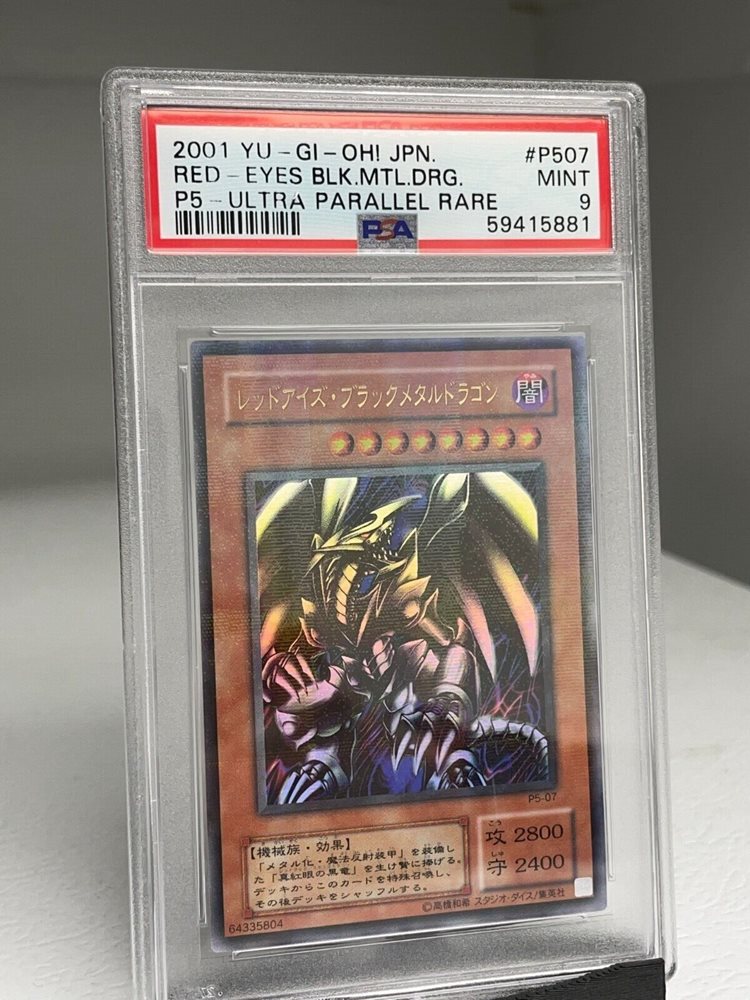 2001 YU-GI-OH! JPN. #P507
RED-EYES BLK.MTL.DRG. MINT
P5-ULTRA PARALLEL RARE 9
PSA 59415881
レッドアイズ・ブラックメタルドラゴン 闇
P5-07
【機械族・効果】
「メタル化・魔法反射装甲」を装備し
た「真紅眼の黒竜」を生け贄に捧げる。
デッキからこのカードを特殊召喚し、
その後デッキをシャッフルする。
こう
攻 2800
しゅ
守 2400
64335804
©高橋和希 スタジオ・ダイス/集英社